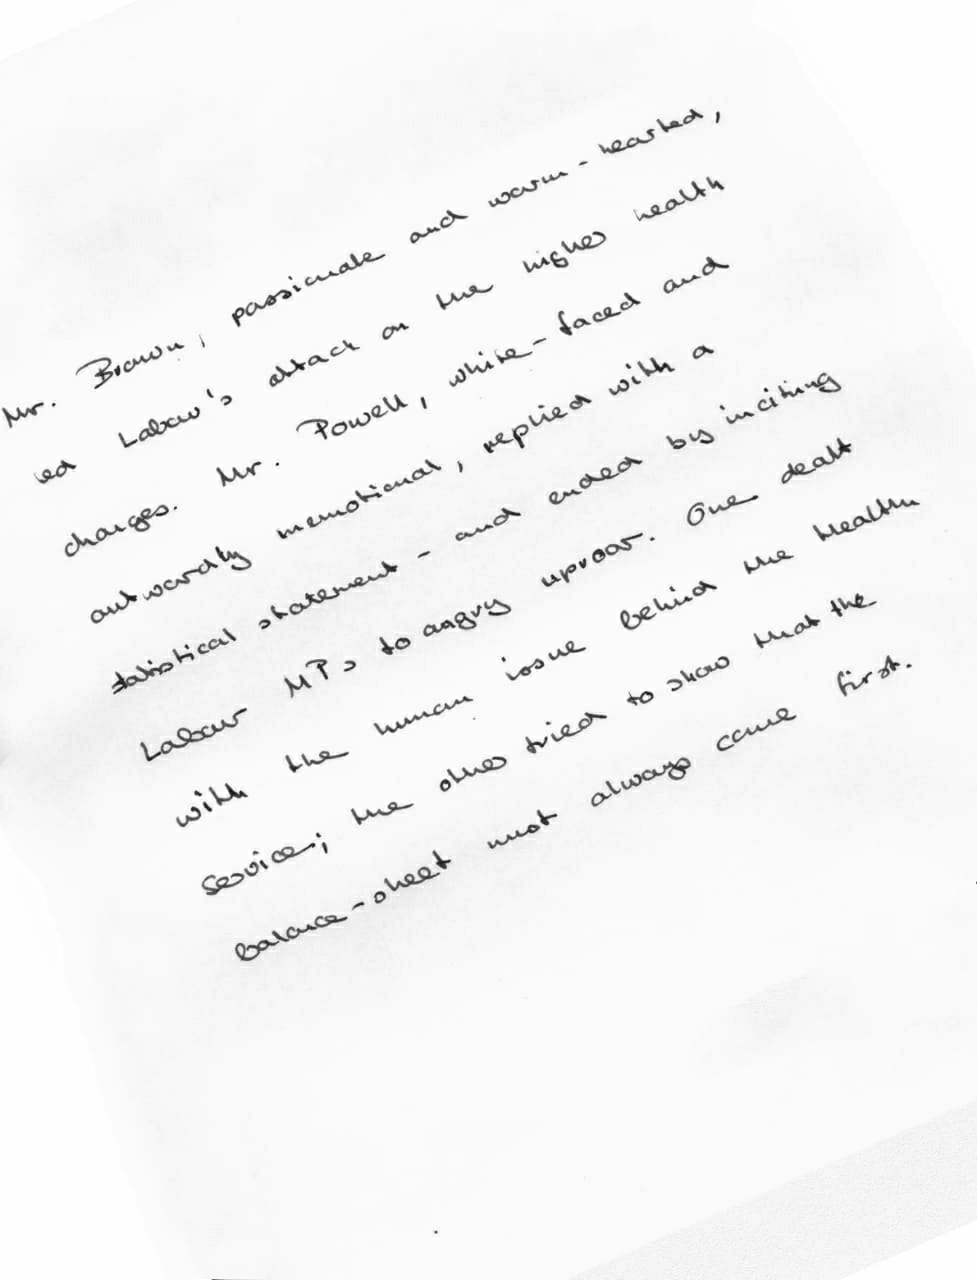 Mr. Brown, passionate and warm-hearted,
led Labour's attack on the higher health
charges. Mr. Powell, white-faced and
outwardly unemotional, replied with a
statistical statement - and ended by inciting
Labour MPs to angry uproar. One dealt
with the human issue behind the Health
Service; the other tried to show that the
balance-sheet must always come first.